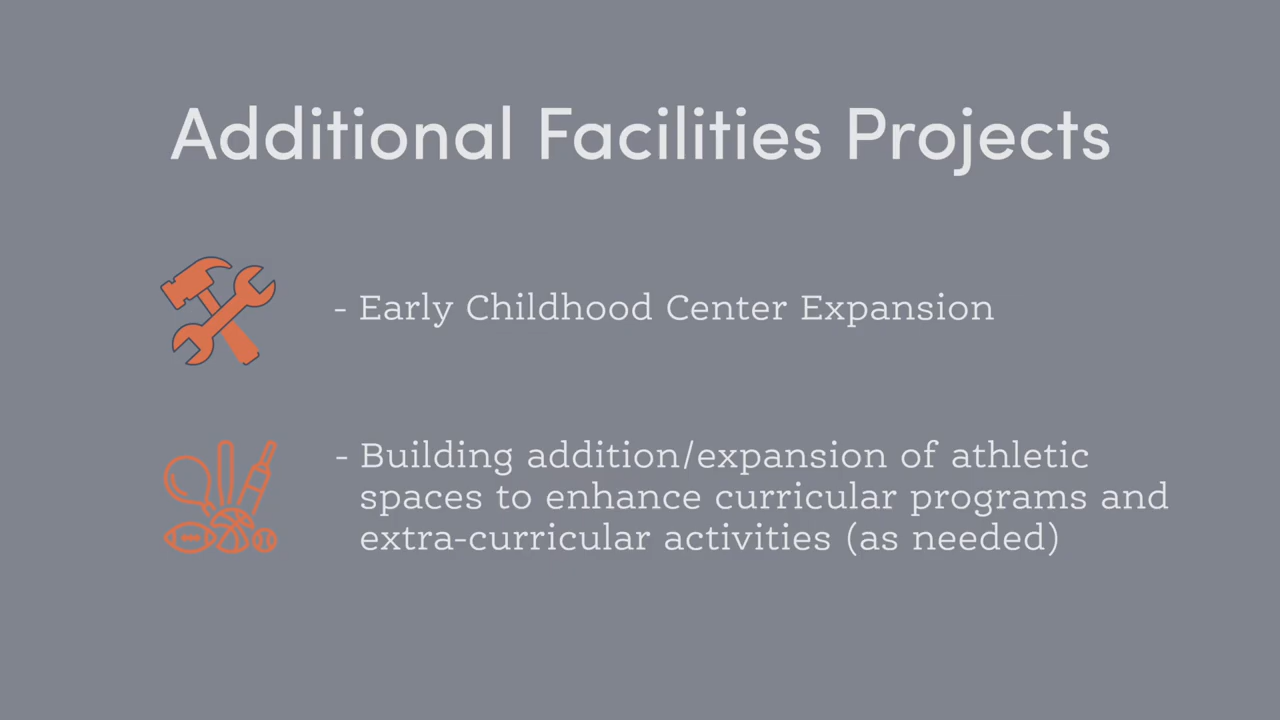 Additional Facilities Projects
- Early Childhood Center Expansion
- Building addition/expansion of athletic
spaces to enhance curricular programs and
extra-curricular activities (as needed)